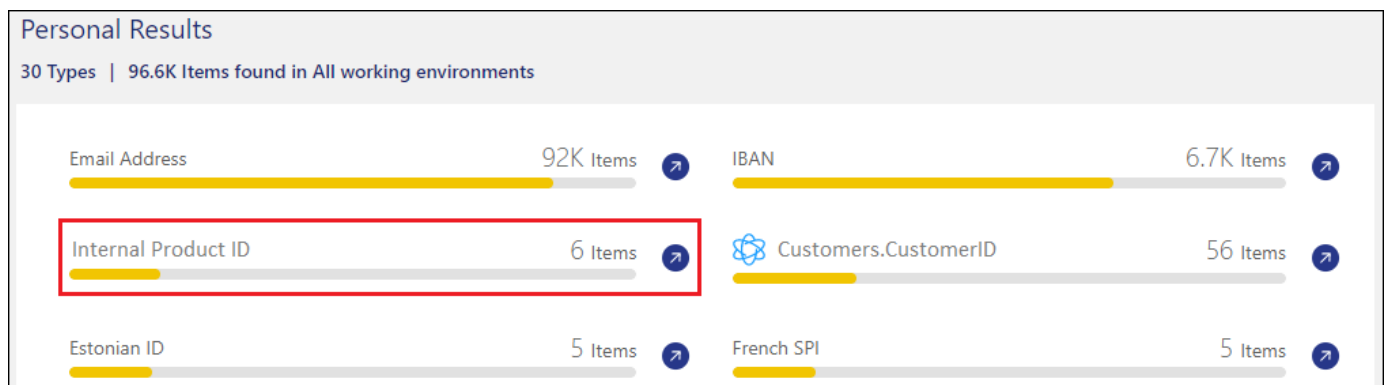 Personal Results
30 Types | 96.6K Items found in All working environments
Email Address 92K Items
IBAN 6.7K Items
Internal Product ID 6 Items
Customers.CustomerID 56 Items
Estonian ID 5 Items
French SPI 5 Items